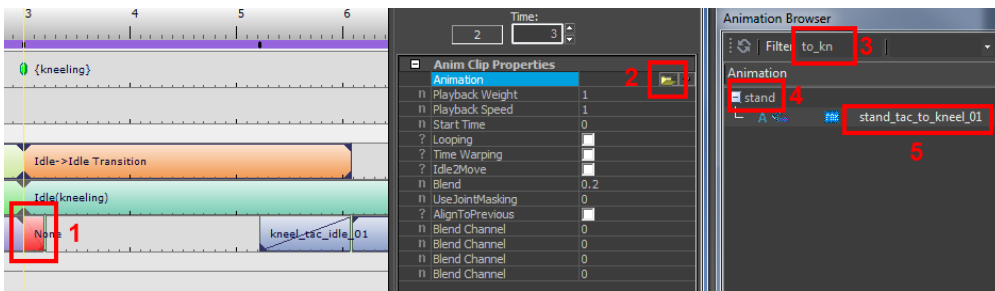 3 4 5 6
{kneeling}
Idle->Idle Transition
Idle(kneeling)
None 1 kneel_tac_idle_01
Time:
2 3
Anim Clip Properties
Animation 2
n Playback Weight 1
n Playback Speed 1
n Start Time 0
? Looping
? Time Warping
? Idle2Move
n Blend 0.2
n UseJointMasking 0
? AlignToPrevious
n Blend Channel 0
n Blend Channel 0
n Blend Channel 0
n Blend Channel 0
Animation Browser
Filter to_kn 3
Animation
stand 4
A stand_tac_to_kneel_01
5